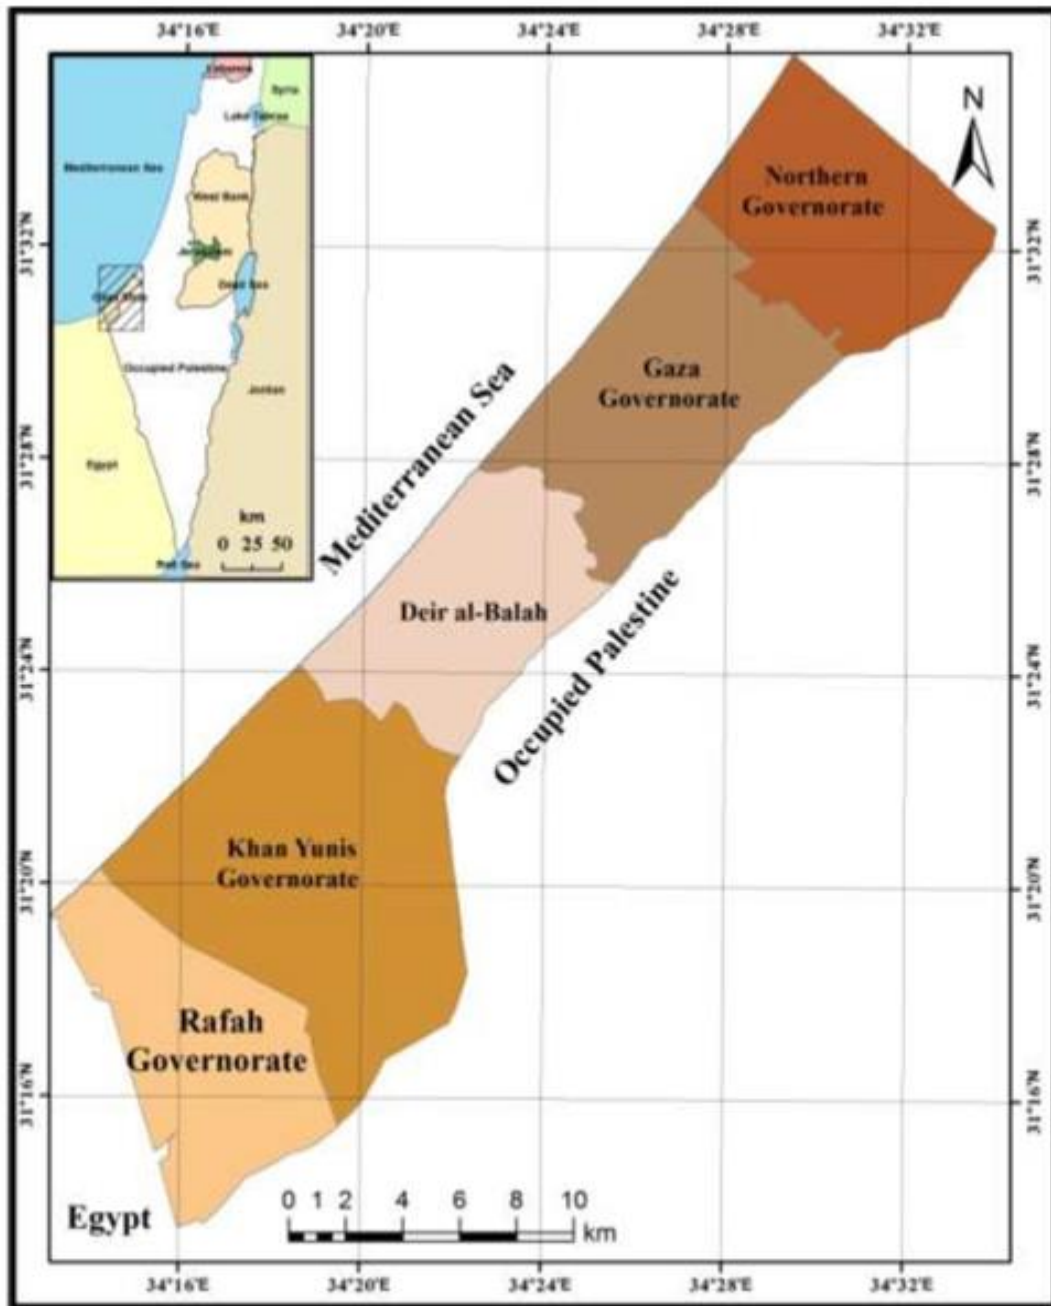 34°16'E 34°20'E 34°24'E 34°28'E 34°32'E
Lebanon
Syria
Mediterranean Sea
West Bank
Dead Sea
Occupied Palestine
Jordan
Egypt
km
0 25 50
N
Northern
Governorate
31°32'N
31°32'N
Gaza
Governorate
Mediterranean Sea
31°28'N
31°28'N
Deir al-Balah
Occupied Palestine
31°24'N
31°24'N
Khan Yunis
Governorate
31°20'N
31°20'N
Rafah
Governorate
31°16'N
31°16'N
Egypt
0 1 2 4 6 8 10
km
34°16'E 34°20'E 34°24'E 34°28'E 34°32'E